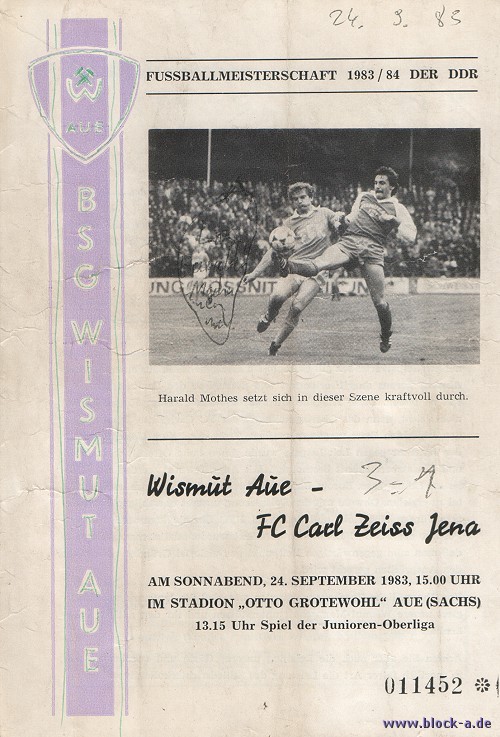 24. 9. 83
W
AUE
FUSSBALLMEISTERSCHAFT 1983/84 DER DDR
BSG WISMUT AUE
Harald Mothes setzt sich in dieser Szene kraftvoll durch.
Wismut Aue – 3-1
FC Carl Zeiss Jena
AM SONNABEND, 24. SEPTEMBER 1983, 15.00 UHR
IM STADION „OTTO GROTEWOHL" AUE (SACHS)
13.15 Uhr Spiel der Junioren-Oberliga
011452 *
www.block-a.de